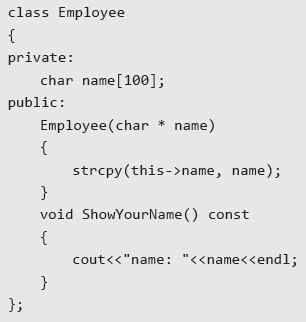 class Employee
{
private:
    char name[100];
public:
    Employee(char * name)
    {
        strcpy(this->name, name);
    }
    void ShowYourName() const
    {
        cout<<"name: "<<name<<endl;
    }
};